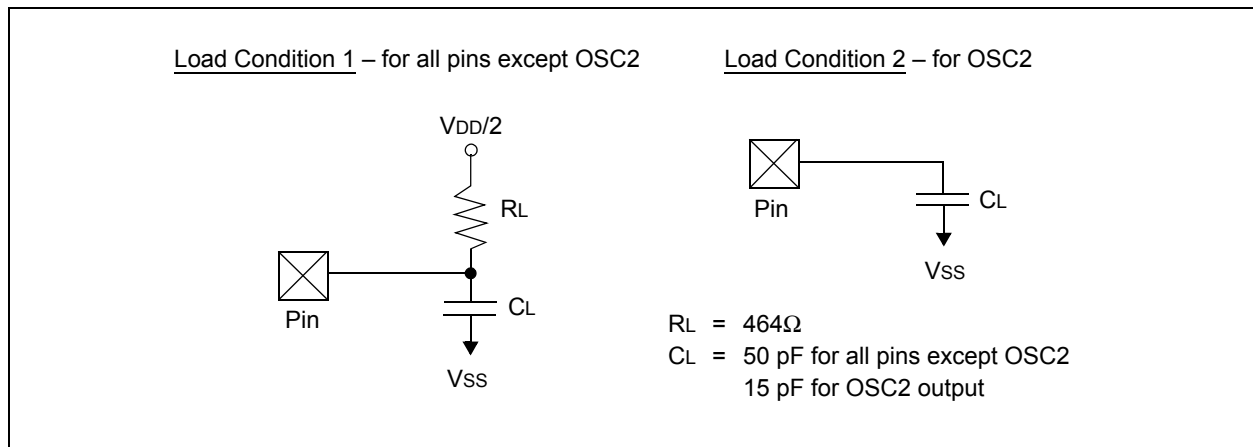 Load Condition 1 – for all pins except OSC2
VDD/2
RL
Pin
CL
VSS
Load Condition 2 – for OSC2
Pin
CL
VSS
RL = 464Ω
CL = 50 pF for all pins except OSC2
15 pF for OSC2 output